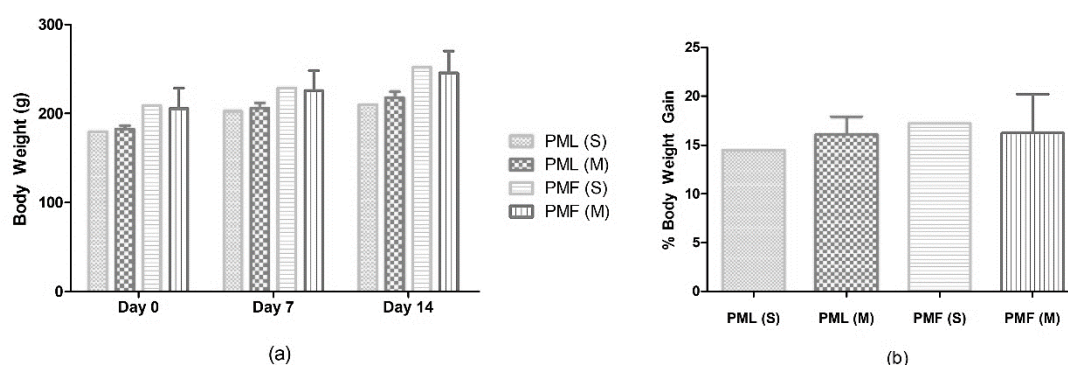 300
200
100
0
Body Weight (g)
Day 0
Day 7
Day 14
(a)
PML (S)
PML (M)
PMF (S)
PMF (M)
25
20
15
10
5
0
% Body Weight Gain
PML (S)
PML (M)
PMF (S)
PMF (M)
(b)